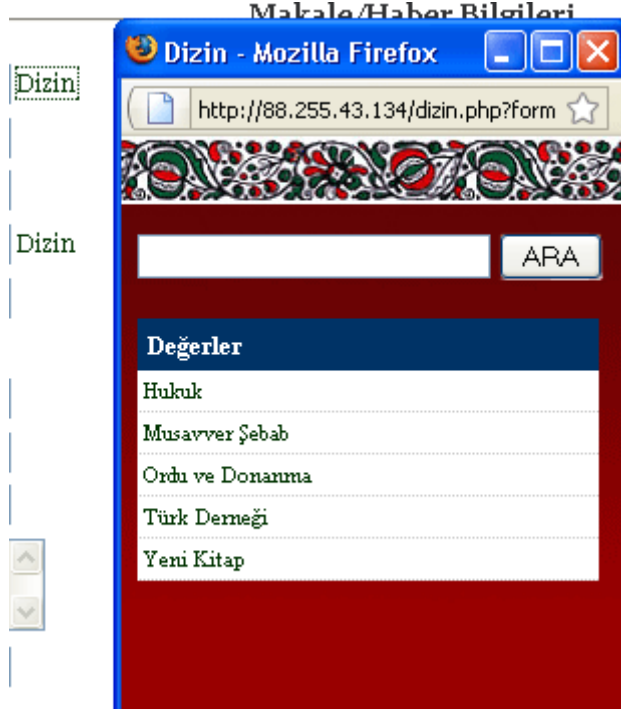 Makale/Haber Bilgileri
Dizin - Mozilla Firefox
Dizin
http://88.255.43.134/dizin.php?form
Dizin
ARA
Değerler
Hukuk
Musavver Şebab
Ordu ve Donanma
Türk Derneği
Yeni Kitap